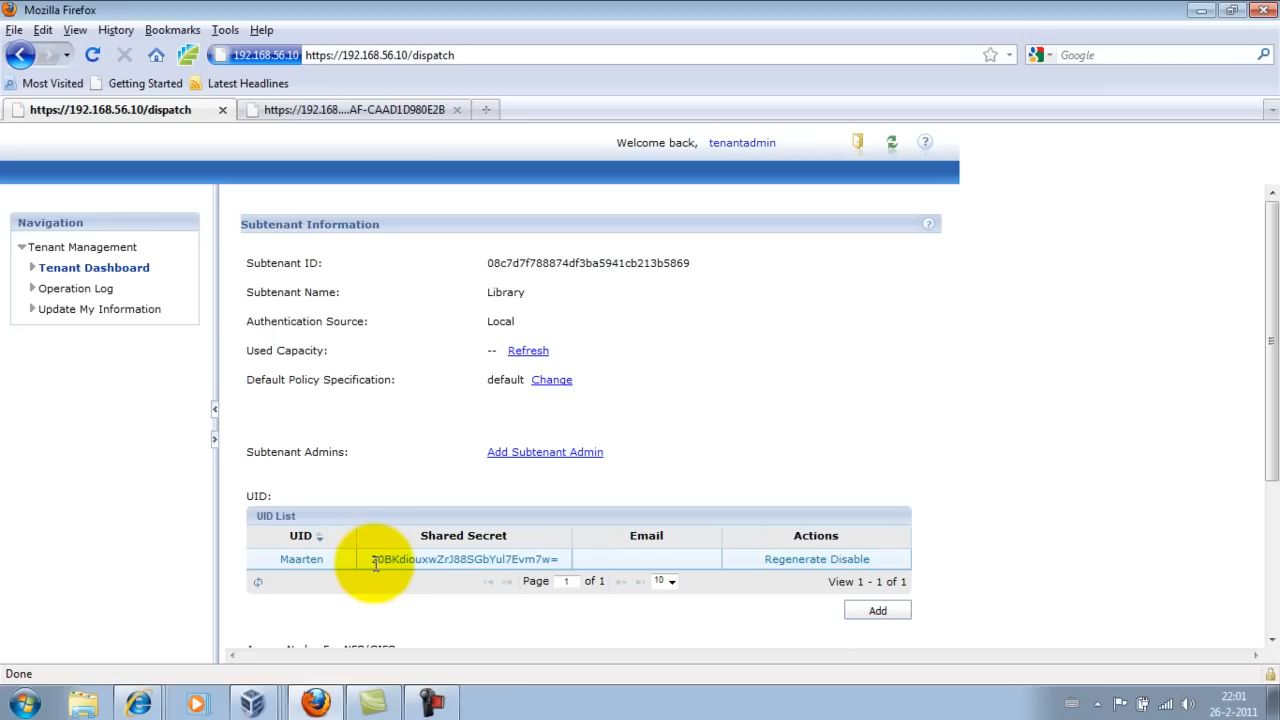 Mozilla Firefox
File Edit View History Bookmarks Tools Help
192.168.56.10 https://192.168.56.10/dispatch Google
Most Visited Getting Started Latest Headlines
https://192.168.56.10/dispatch https://192.168....AF-CAAD1D980E2B
Welcome back, tenantadmin
Navigation
Tenant Management
Tenant Dashboard
Operation Log
Update My Information
Subtenant Information
Subtenant ID: 08c7d7f788874df3ba5941cb213b5869
Subtenant Name: Library
Authentication Source: Local
Used Capacity: -- Refresh
Default Policy Specification: default Change
Subtenant Admins: Add Subtenant Admin
UID:
UID List
UID Shared Secret Email Actions
Maarten Regenerate Disable
Page 1 of 1 10 View 1 - 1 of 1
Add
Done
22:01
26-2-2011